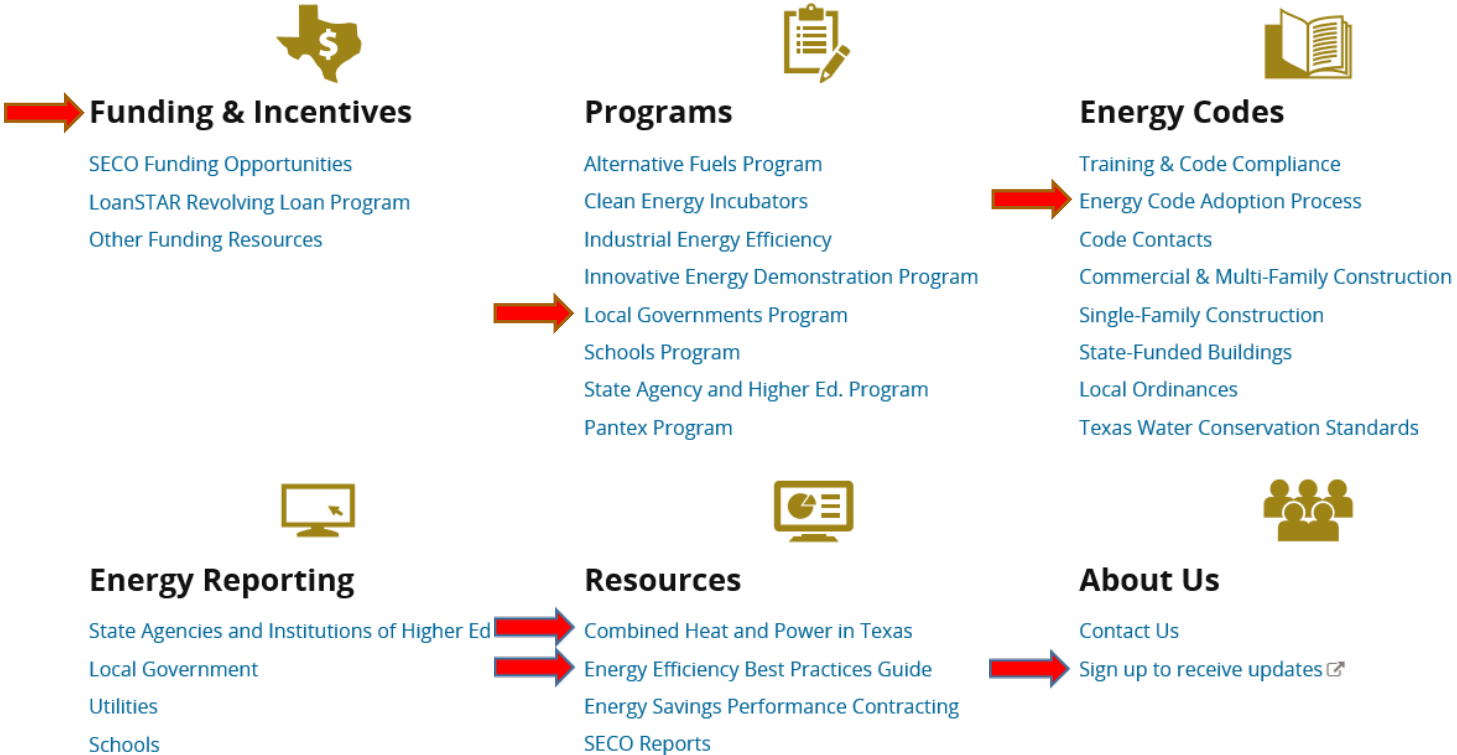 $
Funding & Incentives
SECO Funding Opportunities
LoanSTAR Revolving Loan Program
Other Funding Resources
Programs
Alternative Fuels Program
Clean Energy Incubators
Industrial Energy Efficiency
Innovative Energy Demonstration Program
Local Governments Program
Schools Program
State Agency and Higher Ed. Program
Pantex Program
Energy Codes
Training & Code Compliance
Energy Code Adoption Process
Code Contacts
Commercial & Multi-Family Construction
Single-Family Construction
State-Funded Buildings
Local Ordinances
Texas Water Conservation Standards
Energy Reporting
State Agencies and Institutions of Higher Ed
Local Government
Utilities
Schools
Resources
Combined Heat and Power in Texas
Energy Efficiency Best Practices Guide
Energy Savings Performance Contracting
SECO Reports
About Us
Contact Us
Sign up to receive updates